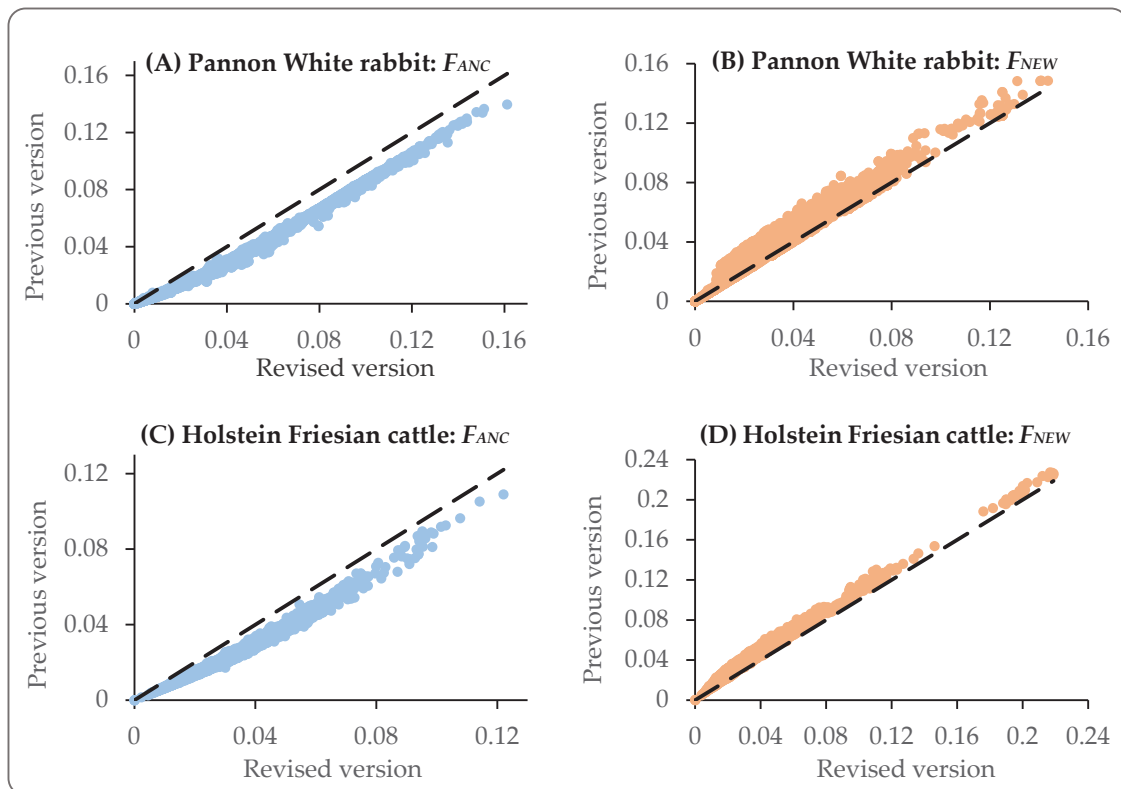 (A) Pannon White rabbit: FANC
0.16
0.12
0.08
0.04
0
Previous version
0 0.04 0.08 0.12 0.16
Revised version
(B) Pannon White rabbit: FNEW
0.16
0.12
0.08
0.04
0
Previous version
0 0.04 0.08 0.12 0.16
Revised version
(C) Holstein Friesian cattle: FANC
0.12
0.08
0.04
0
Previous version
0 0.04 0.08 0.12
Revised version
(D) Holstein Friesian cattle: FNEW
0.24
0.2
0.16
0.12
0.08
0.04
0
Previous version
0 0.04 0.08 0.12 0.16 0.2 0.24
Revised version